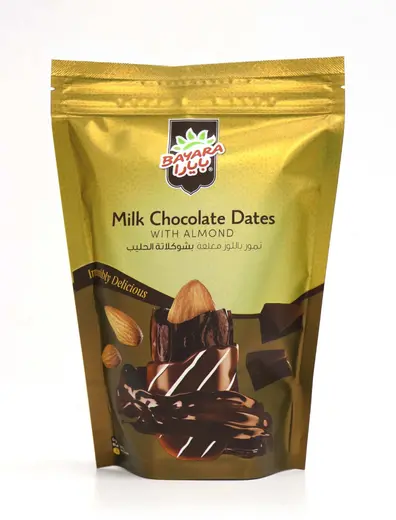 BAYARA
بايارا
®
Milk Chocolate Dates
WITH ALMOND
تمور باللوز مغلفة بشوكلاتة الحليب
Irresistibly Delicious